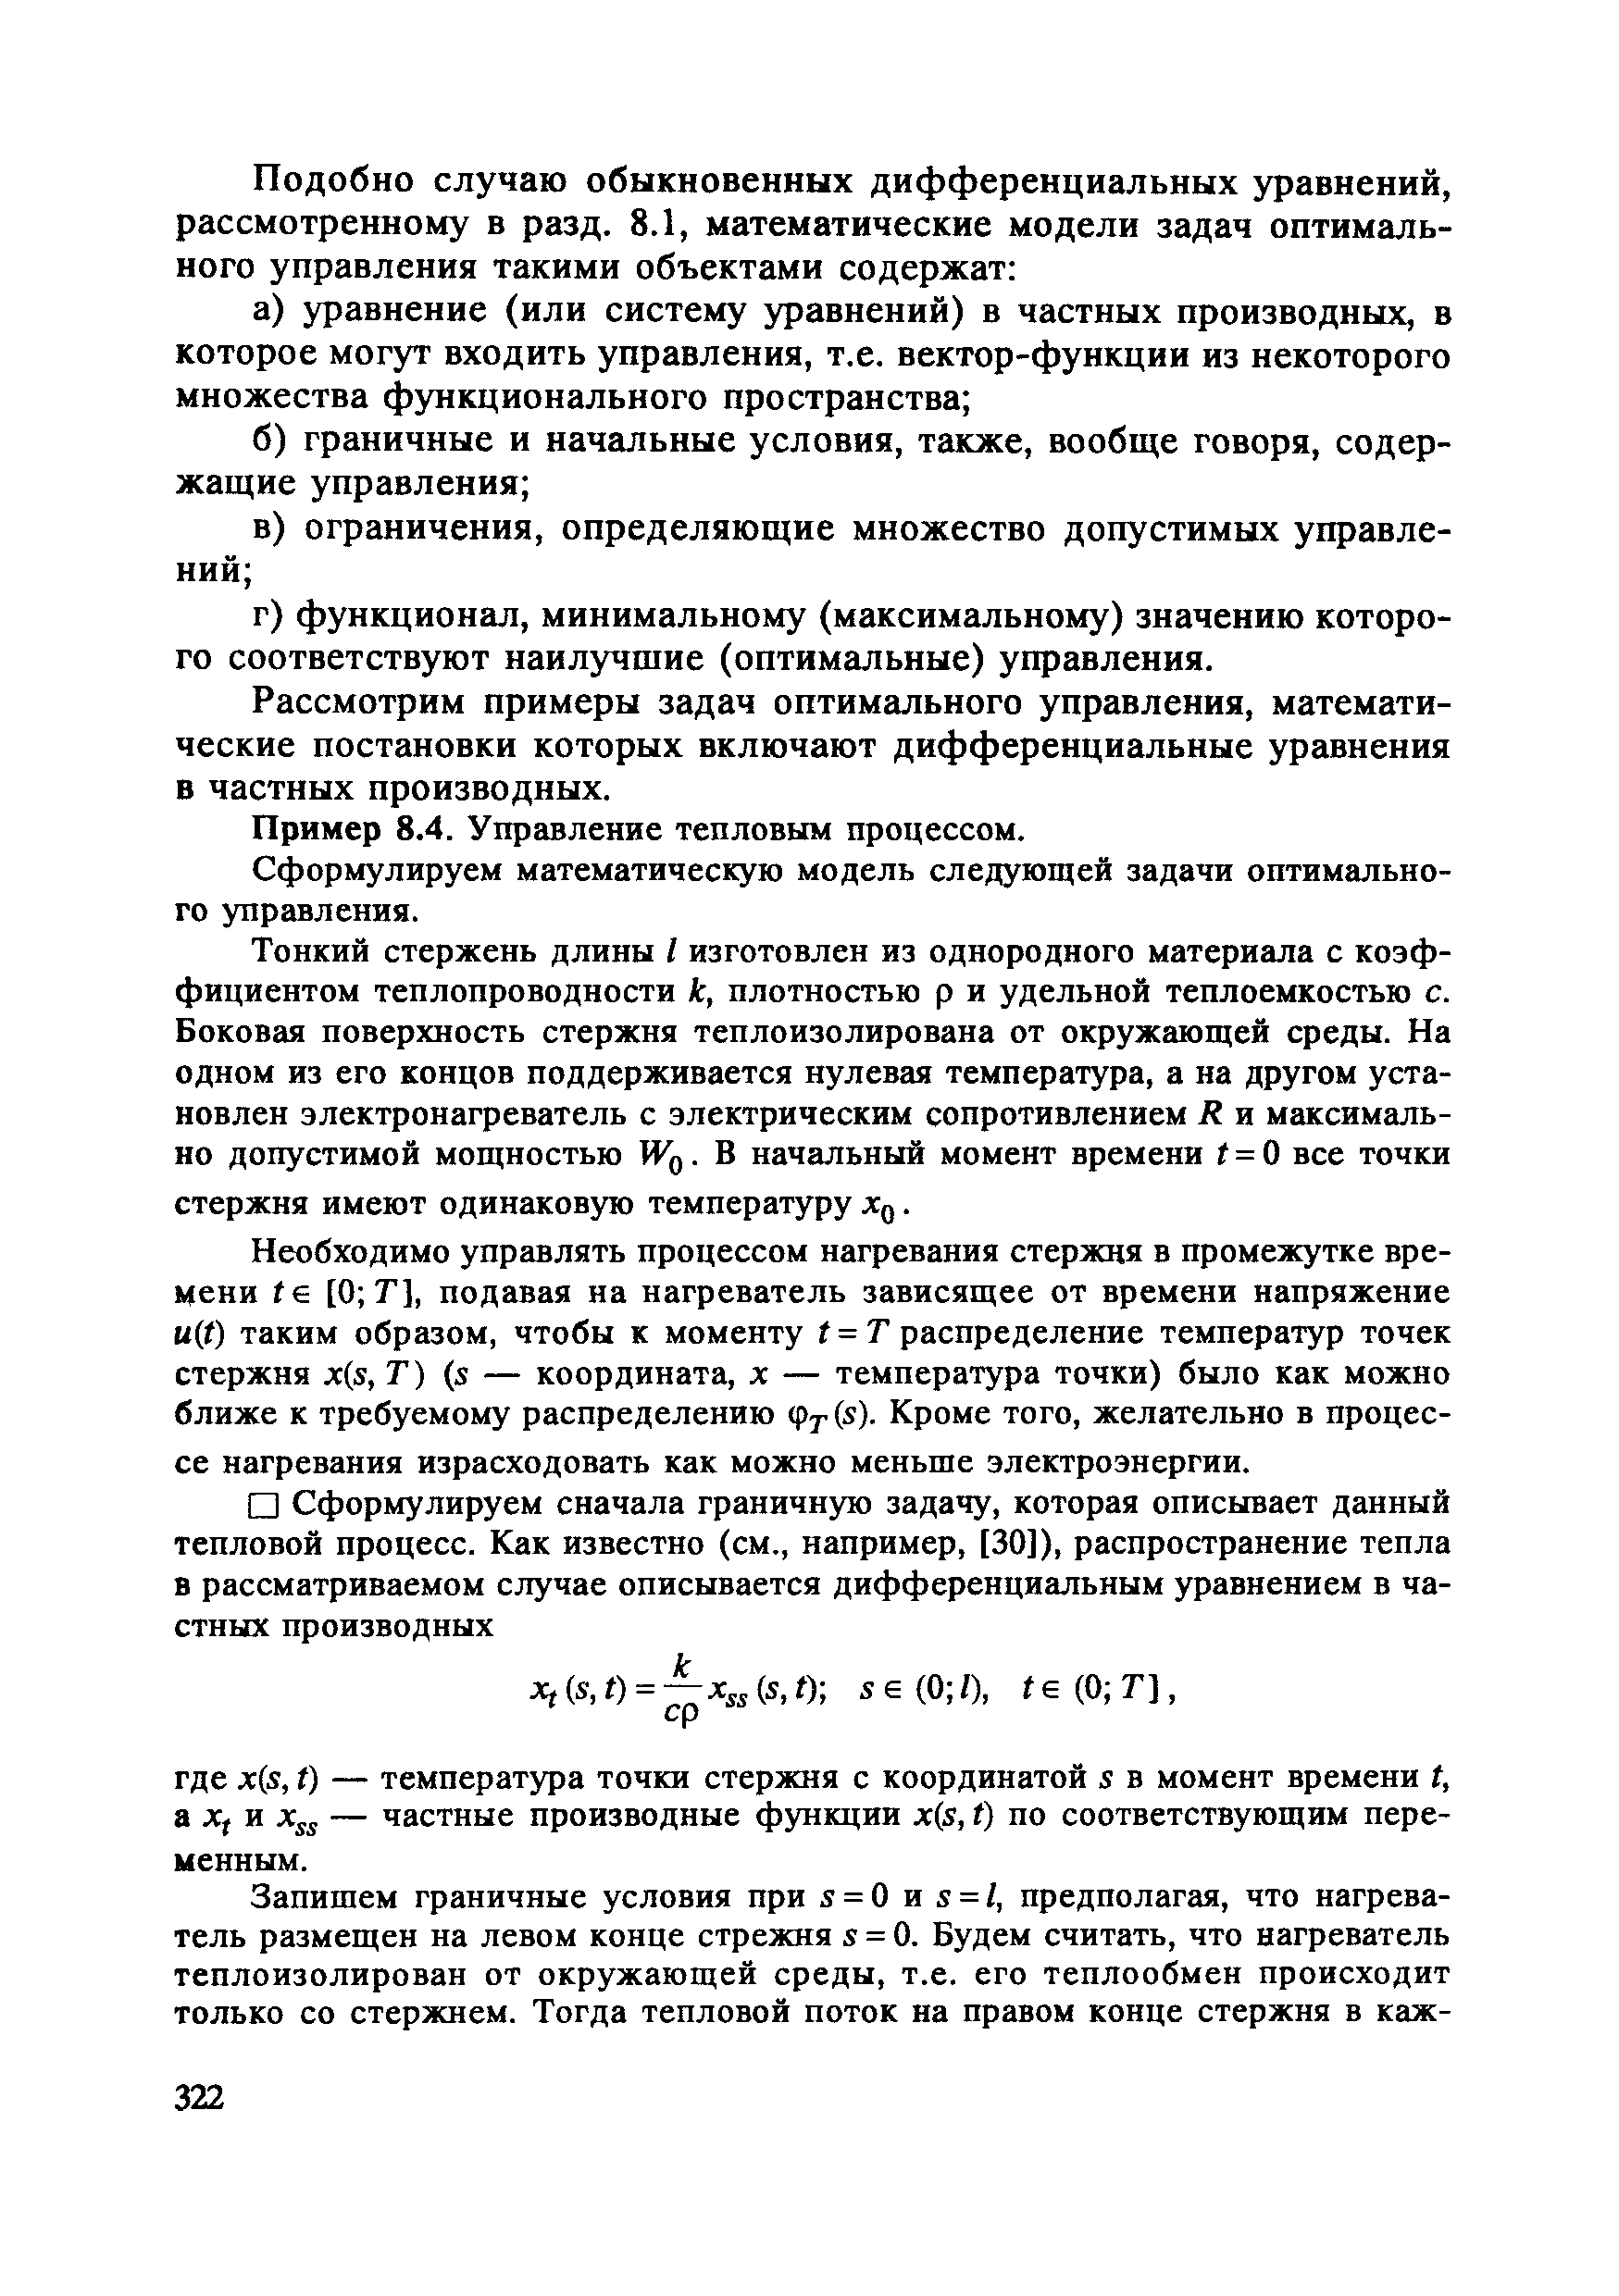 Подобно случаю обыкновенных дифференциальных уравнений,
рассмотренному в разд. 8.1, математические модели задач оптималь-
ного управления такими объектами содержат:
а) уравнение (или систему уравнений) в частных производных, в
которое могут входить управления, т.е. вектор-функции из некоторого
множества функционального пространства;
б) граничные и начальные условия, также, вообще говоря, содер-
жащие управления;
в) ограничения, определяющие множество допустимых управле-
ний;
г) функционал, минимальному (максимальному) значению которо-
го соответствуют наилучшие (оптимальные) управления.
Рассмотрим примеры задач оптимального управления, математи-
ческие постановки которых включают дифференциальные уравнения
в частных производных.
Пример 8.4. Управление тепловым процессом.
Сформулируем математическую модель следующей задачи оптимально-
го управления.
Тонкий стержень длины l изготовлен из однородного материала с коэф-
фициентом теплопроводности k, плотностью ρ и удельной теплоемкостью c.
Боковая поверхность стержня теплоизолирована от окружающей среды. На
одном из его концов поддерживается нулевая температура, а на другом уста-
новлен электронагреватель с электрическим сопротивлением R и максималь-
но допустимой мощностью W₀. В начальный момент времени t = 0 все точки
стержня имеют одинаковую температуру x₀.
Необходимо управлять процессом нагревания стержня в промежутке вре-
мени t ∈ [0; T], подавая на нагреватель зависящее от времени напряжение
u(t) таким образом, чтобы к моменту t = T распределение температур точек
стержня x(s, T) (s — координата, x — температура точки) было как можно
ближе к требуемому распределению φ_T(s). Кроме того, желательно в процес-
се нагревания израсходовать как можно меньше электроэнергии.
□ Сформулируем сначала граничную задачу, которая описывает данный
тепловой процесс. Как известно (см., например, [30]), распространение тепла
в рассматриваемом случае описывается дифференциальным уравнением в ча-
стных производных
x_t (s, t) = k/cρ x_ss (s, t); s ∈ (0; l), t ∈ (0; T],
где x(s, t) — температура точки стержня с координатой s в момент времени t,
а x_t и x_ss — частные производные функции x(s, t) по соответствующим пере-
менным.
Запишем граничные условия при s = 0 и s = l, предполагая, что нагрева-
тель размещен на левом конце стрежня s = 0. Будем считать, что нагреватель
теплоизолирован от окружающей среды, т.е. его теплообмен происходит
только со стержнем. Тогда тепловой поток на правом конце стержня в каж-
322